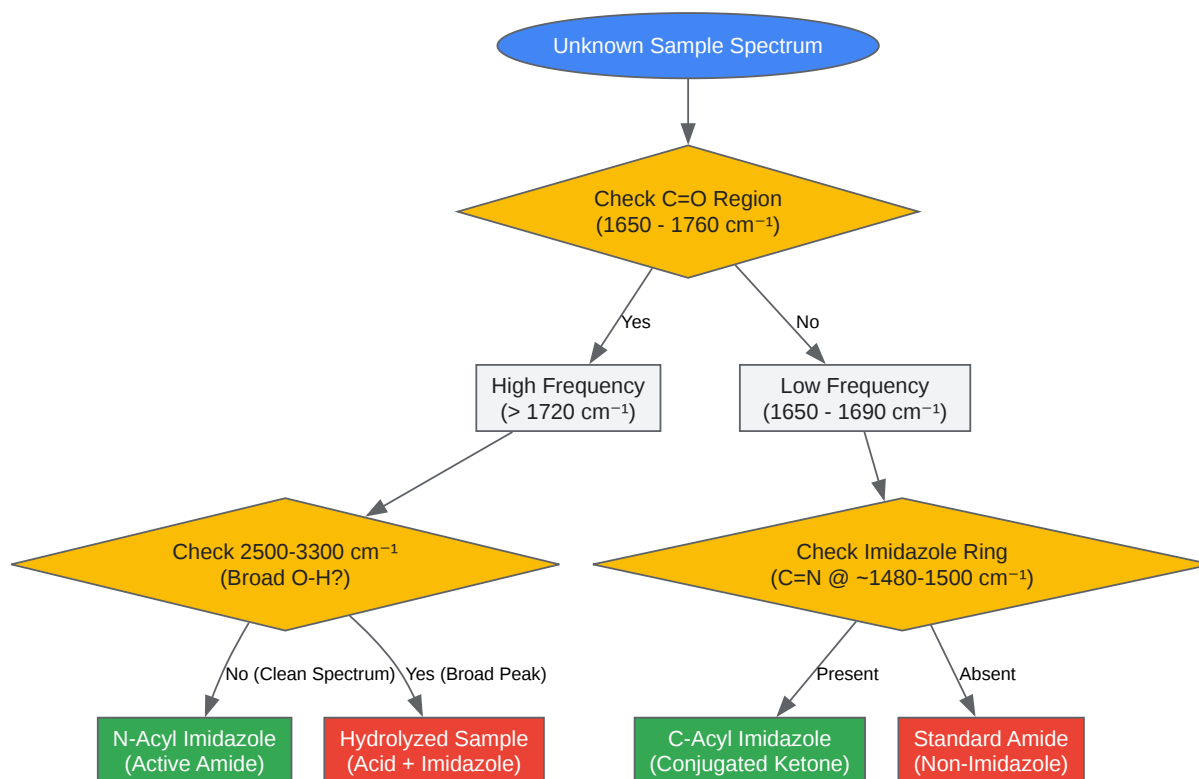 Unknown Sample Spectrum
Check C=O Region
(1650 - 1760 cm⁻¹)
Yes
No
High Frequency
(> 1720 cm⁻¹)
Low Frequency
(1650 - 1690 cm⁻¹)
Check 2500-3300 cm⁻¹
(Broad O-H?)
Check Imidazole Ring
(C=N @ ~1480-1500 cm⁻¹)
No (Clean Spectrum)
Yes (Broad Peak)
Present
Absent
N-Acyl Imidazole
(Active Amide)
Hydrolyzed Sample
(Acid + Imidazole)
C-Acyl Imidazole
(Conjugated Ketone)
Standard Amide
(Non-Imidazole)